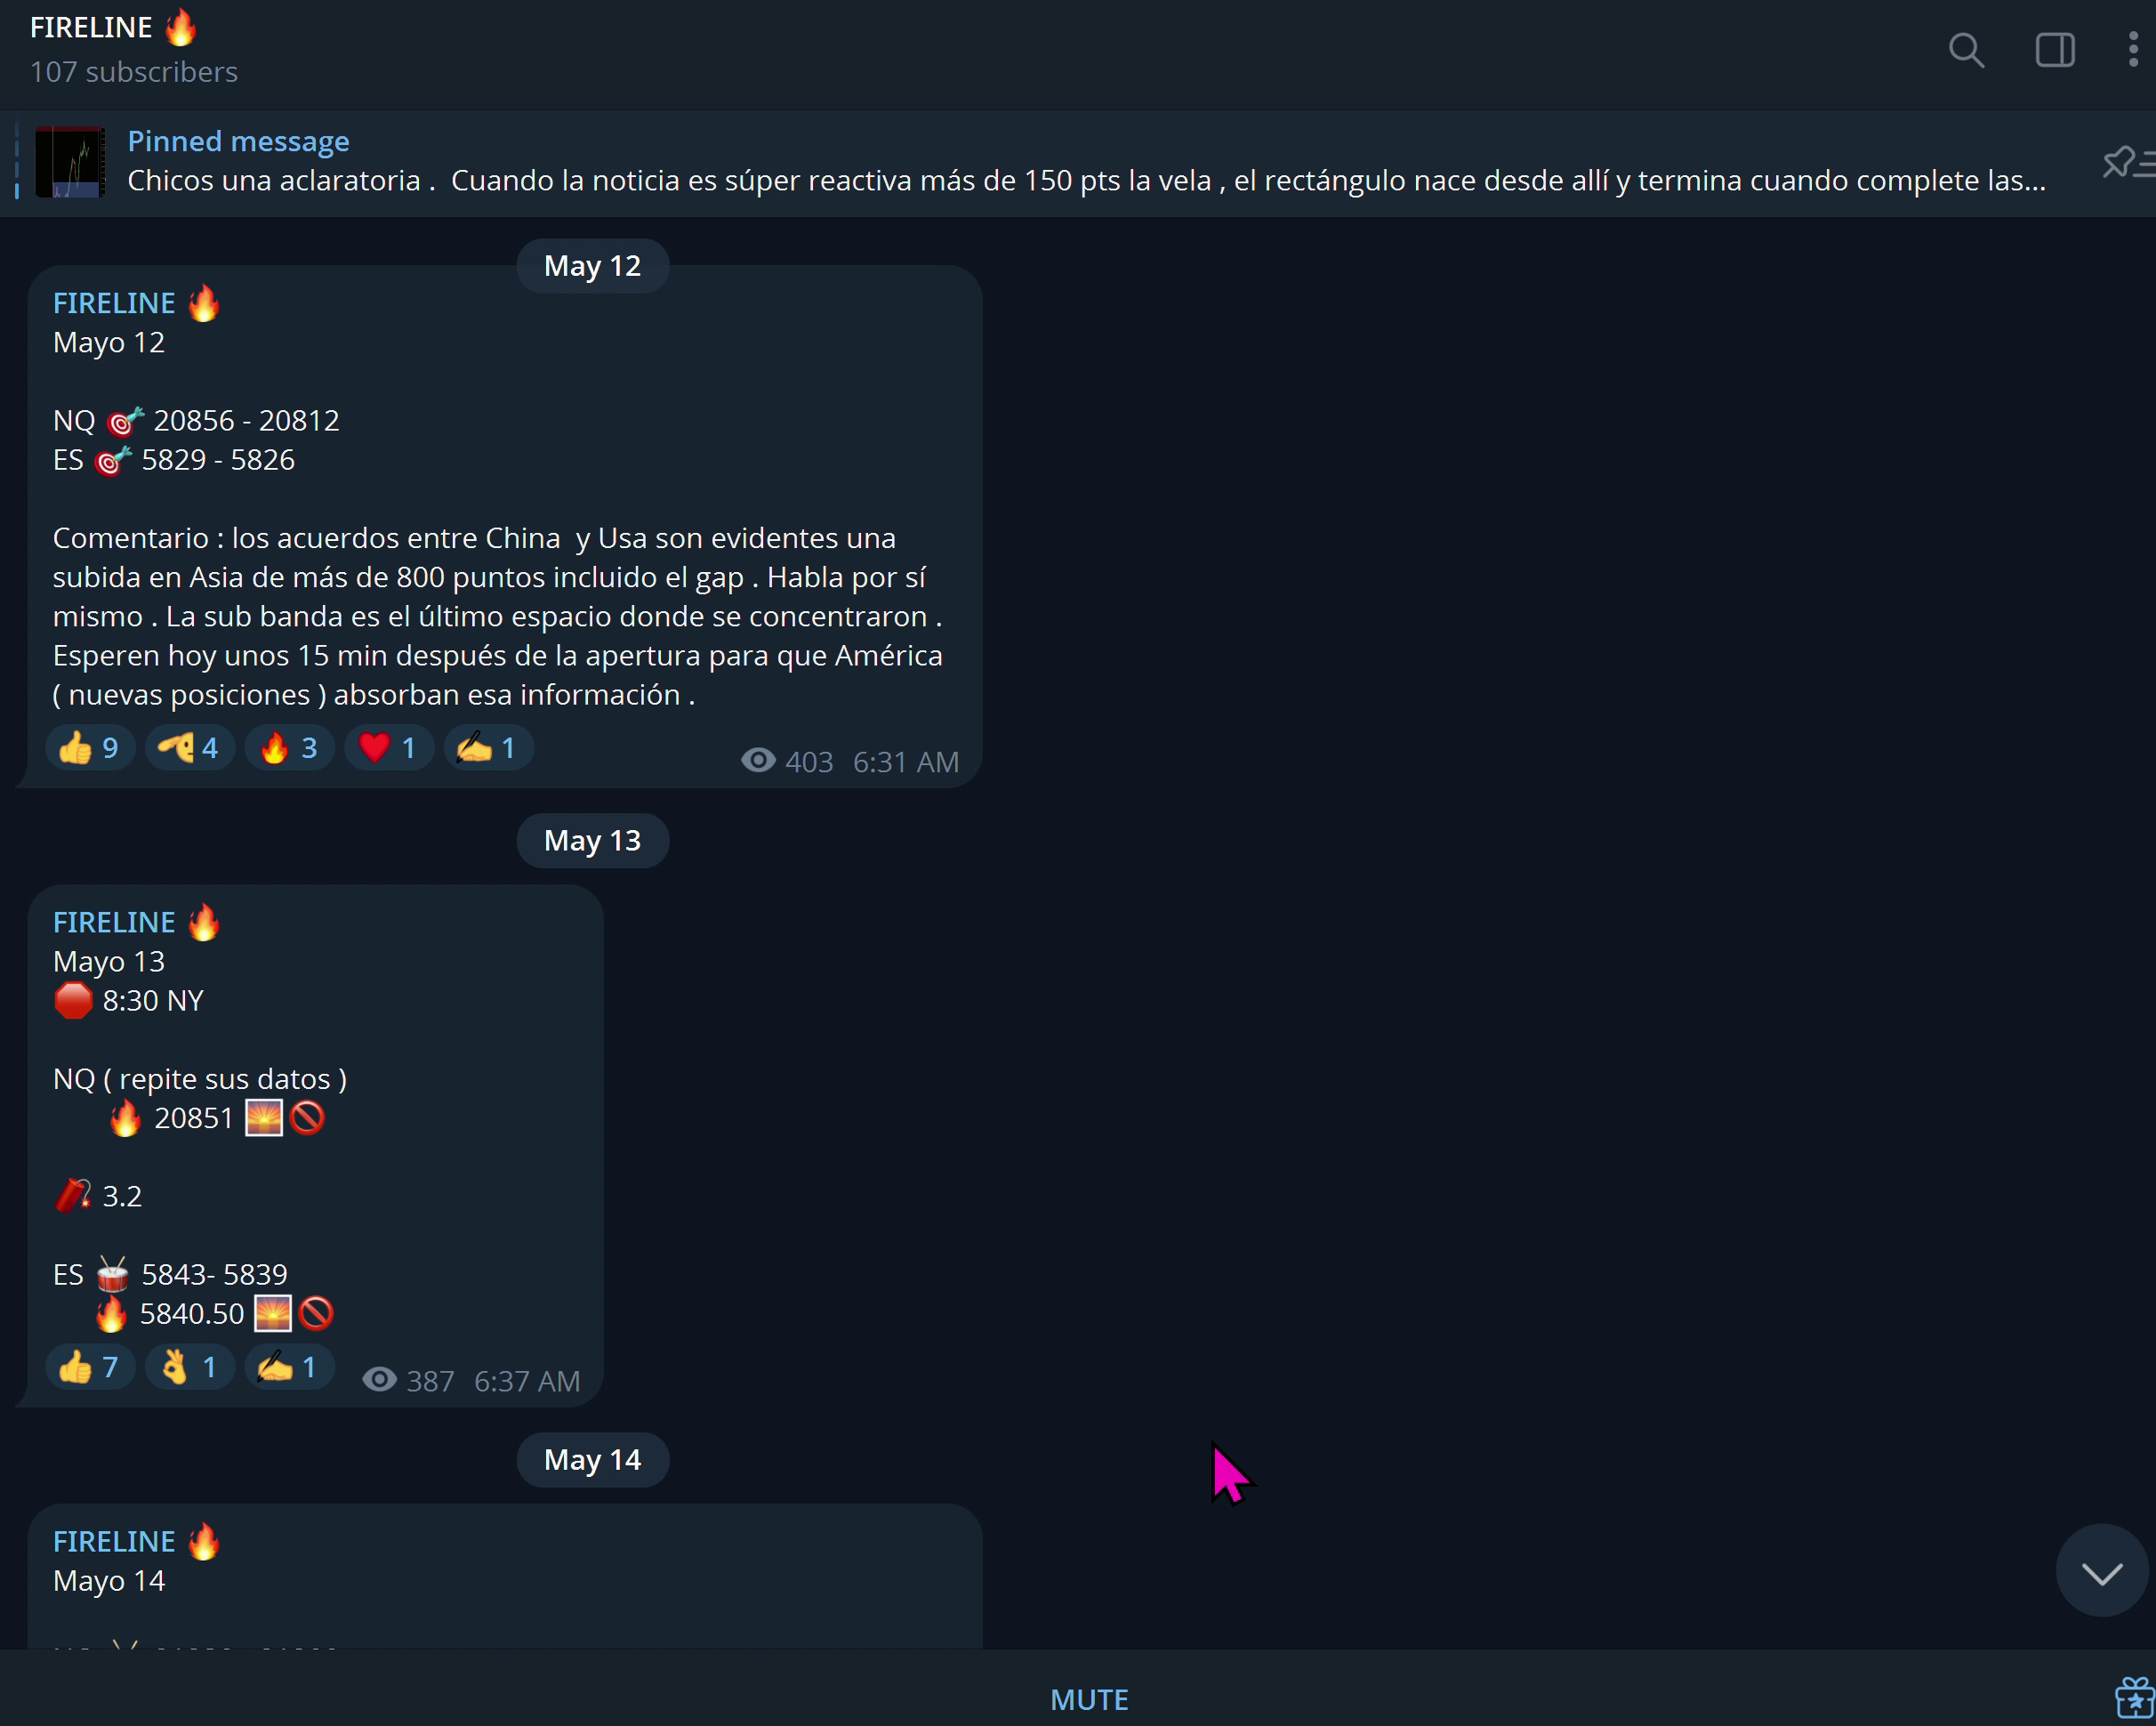 FIRELINE 🔥
107 subscribers
Pinned message
Chicos una aclaratoria .  Cuando la noticia es súper reactiva más de 150 pts la vela , el rectángulo nace desde allí y termina cuando complete las...
May 12
FIRELINE 🔥
Mayo 12
NQ 🎯 20856 - 20812
ES 🎯 5829 - 5826
Comentario : los acuerdos entre China  y Usa son evidentes una
subida en Asia de más de 800 puntos incluido el gap . Habla por sí
mismo . La sub banda es el último espacio donde se concentraron .
Esperen hoy unos 15 min después de la apertura para que América
( nuevas posiciones ) absorban esa información .
👍 9 🫡 4 🔥 3 ❤️ 1 ✍️ 1 403 6:31 AM
May 13
FIRELINE 🔥
Mayo 13
🛑 8:30 NY
NQ ( repite sus datos )
🔥 20851 🌅🚫
🧨 3.2
ES 🥁 5843- 5839
🔥 5840.50 🌅🚫
👍 7 👌 1 ✍️ 1 387 6:37 AM
May 14
FIRELINE 🔥
Mayo 14
MUTE